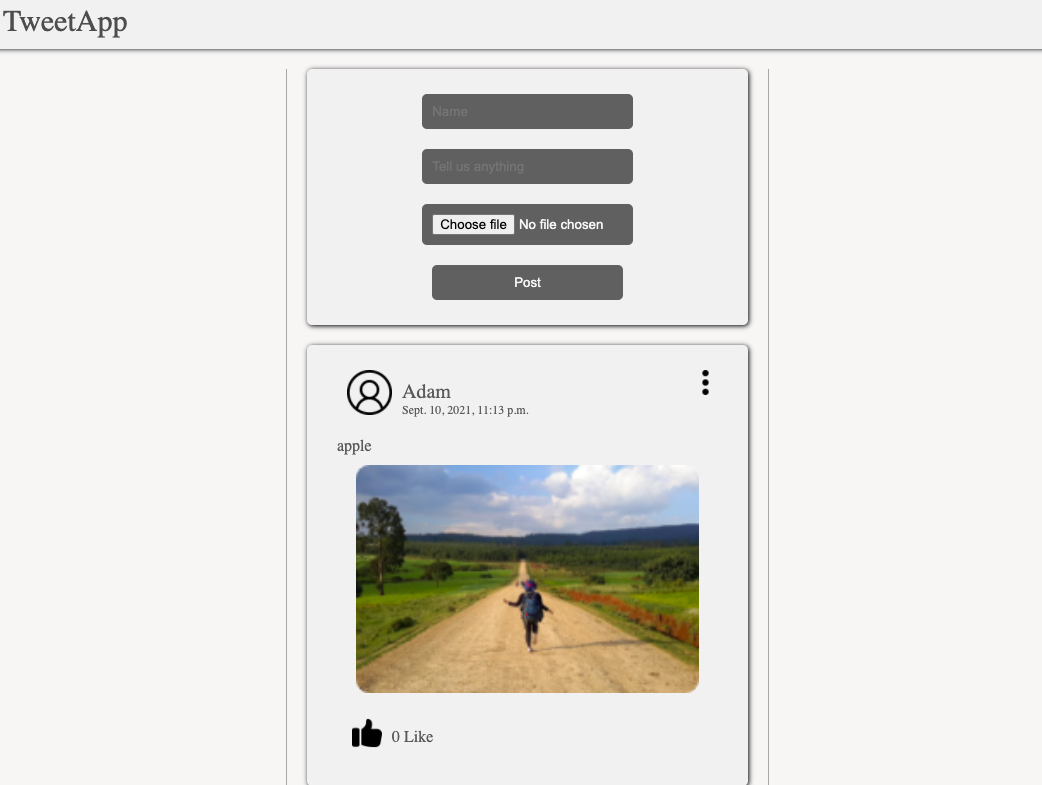 TweetApp
Name
Tell us anything
Choose file No file chosen
Post
Adam
Sept. 10, 2021, 11:13 p.m.
apple
0 Like